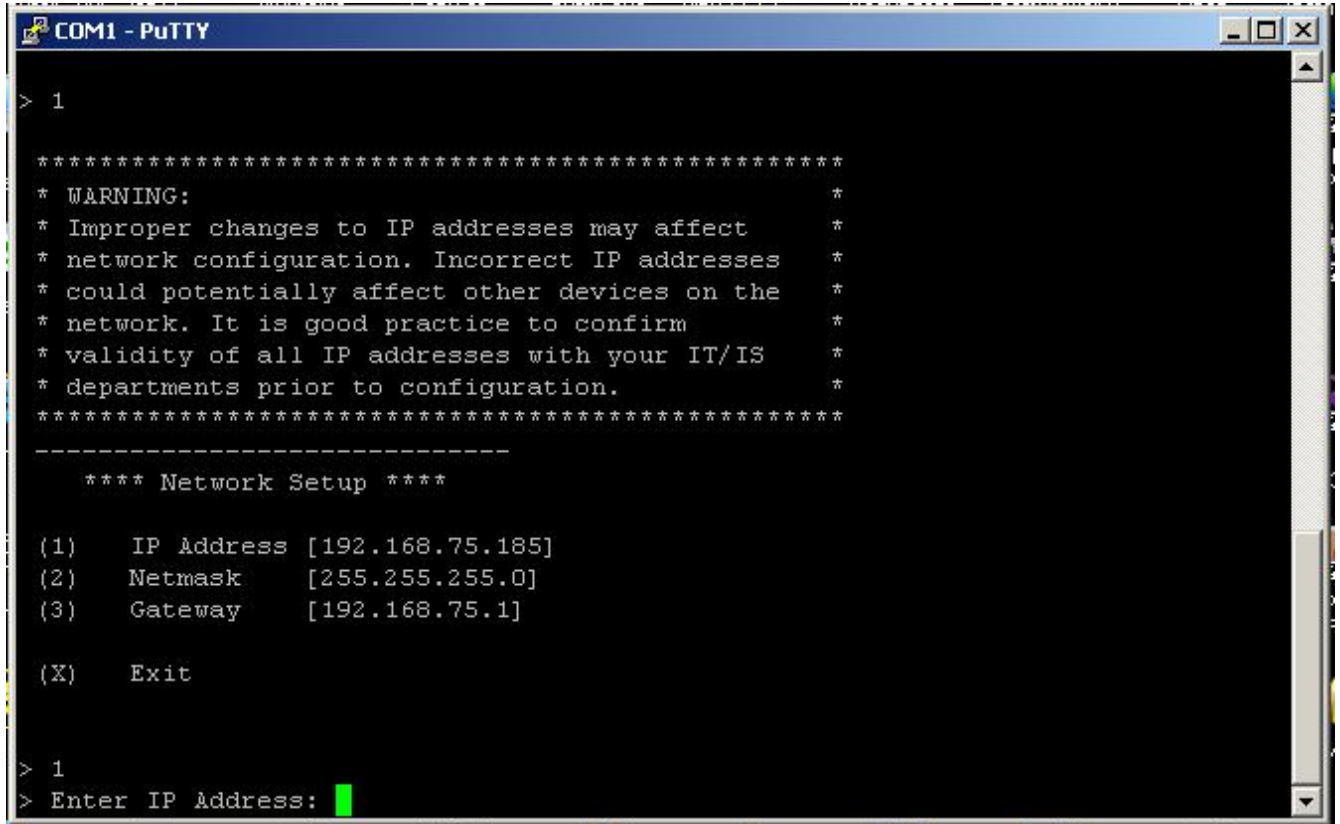 COM1 - PuTTY
> 1
*****************************************************
* WARNING: *
* Improper changes to IP addresses may affect *
* network configuration. Incorrect IP addresses *
* could potentially affect other devices on the *
* network. It is good practice to confirm *
* validity of all IP addresses with your IT/IS *
* departments prior to configuration. *
*****************************************************
------------------------------
**** Network Setup ****
(1) IP Address [192.168.75.185]
(2) Netmask [255.255.255.0]
(3) Gateway [192.168.75.1]
(X) Exit
> 1
> Enter IP Address: